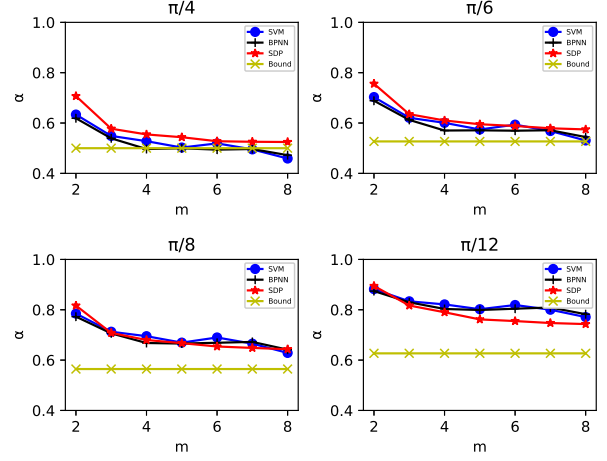 π/4
1.0
0.8
0.6
0.4
α
2
4
6
8
m
SVM
BPNN
SDP
Bound
π/6
1.0
0.8
0.6
0.4
α
2
4
6
8
m
SVM
BPNN
SDP
Bound
π/8
1.0
0.8
0.6
0.4
α
2
4
6
8
m
SVM
BPNN
SDP
Bound
π/12
1.0
0.8
0.6
0.4
α
2
4
6
8
m
SVM
BPNN
SDP
Bound